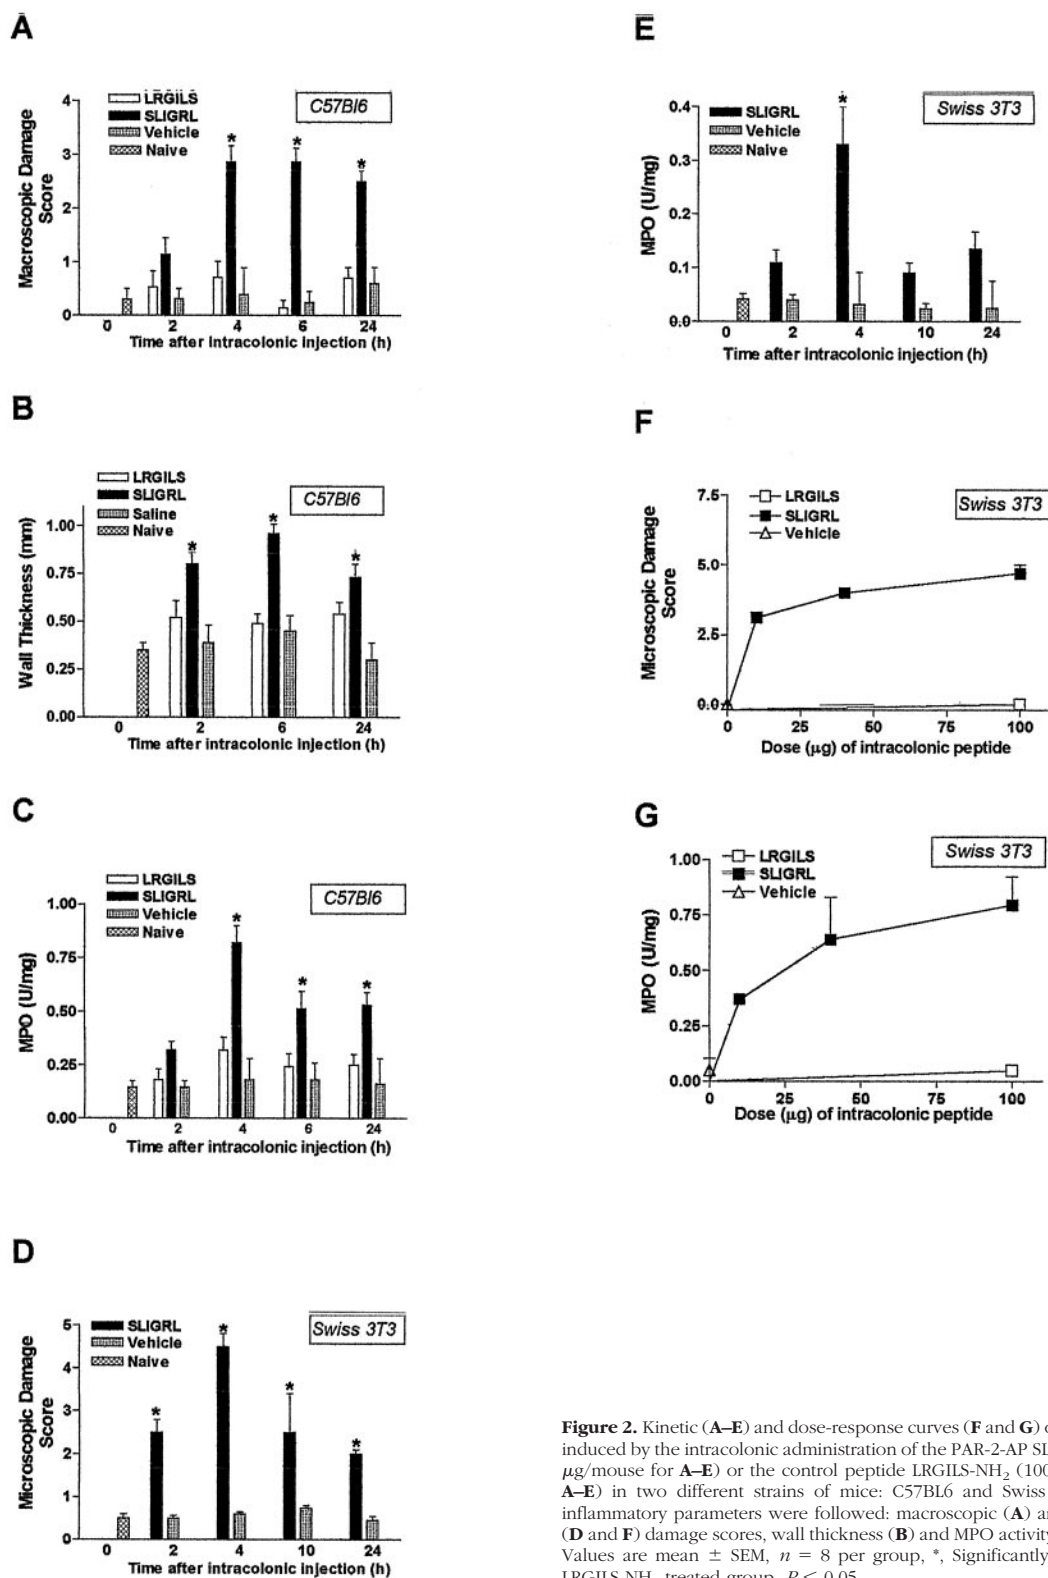 A
LRGILS
SLIGRL
Vehicle
Naive
C57Bl6
Macroscopic Damage
Score
4
3
2
1
0
0 2 4 6 24
Time after intracolonic injection (h)
B
LRGILS
SLIGRL
Saline
Naive
C57Bl6
Wall Thickness (mm)
1.00
0.75
0.50
0.25
0.00
0 2 6 24
Time after intracolonic injection (h)
C
LRGILS
SLIGRL
Vehicle
Naive
C57Bl6
MPO (U/mg)
1.00
0.75
0.50
0.25
0.00
0 2 4 6 24
Time after intracolonic injection (h)
D
SLIGRL
Vehicle
Naive
Swiss 3T3
Microscopic Damage
Score
5
4
3
2
1
0
0 2 4 10 24
Time after intracolonic injection (h)
E
SLIGRL
Vehicle
Naive
Swiss 3T3
MPO (U/mg)
0.4
0.3
0.2
0.1
0.0
0 2 4 10 24
Time after intracolonic injection (h)
F
LRGILS
SLIGRL
Vehicle
Swiss 3T3
Microscopic Damage
Score
7.5
5.0
2.5
0.0
0 25 50 75 100
Dose (µg) of intracolonic peptide
G
LRGILS
SLIGRL
Vehicle
Swiss 3T3
MPO (U/mg)
1.00
0.75
0.50
0.25
0.00
0 25 50 75 100
Dose (µg) of intracolonic peptide
Figure 2. Kinetic (A–E) and dose-response curves (F and G) o
induced by the intracolonic administration of the PAR-2-AP SL
µg/mouse for A–E) or the control peptide LRGILS-NH₂ (100
A–E) in two different strains of mice: C57BL6 and Swiss
inflammatory parameters were followed: macroscopic (A) a
(D and F) damage scores, wall thickness (B) and MPO activity
Values are mean ± SEM, n = 8 per group, *, Significantly
LRGILS-NH treated group, P < 0.05